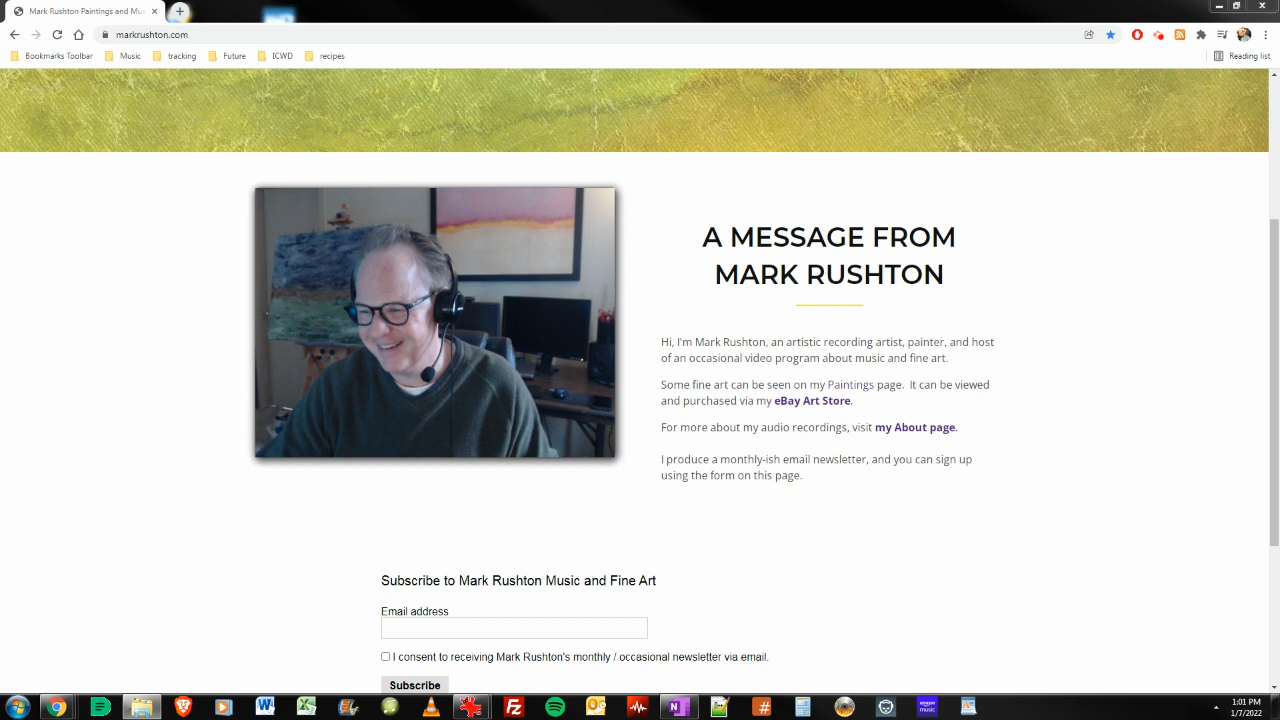 Mark Rushton Paintings and Mus
markrushton.com
Bookmarks Toolbar
Music
tracking
Future
ICWD
recipes
Reading list
A MESSAGE FROM
MARK RUSHTON
Hi, I'm Mark Rushton, an artistic recording artist, painter, and host
of an occasional video program about music and fine art.
Some fine art can be seen on my Paintings page.  It can be viewed
and purchased via my eBay Art Store.
For more about my audio recordings, visit my About page.
I produce a monthly-ish email newsletter, and you can sign up
using the form on this page.
Subscribe to Mark Rushton Music and Fine Art
Email address
I consent to receiving Mark Rushton's monthly / occasional newsletter via email.
Subscribe
amazon
music
1:01 PM
1/7/2022